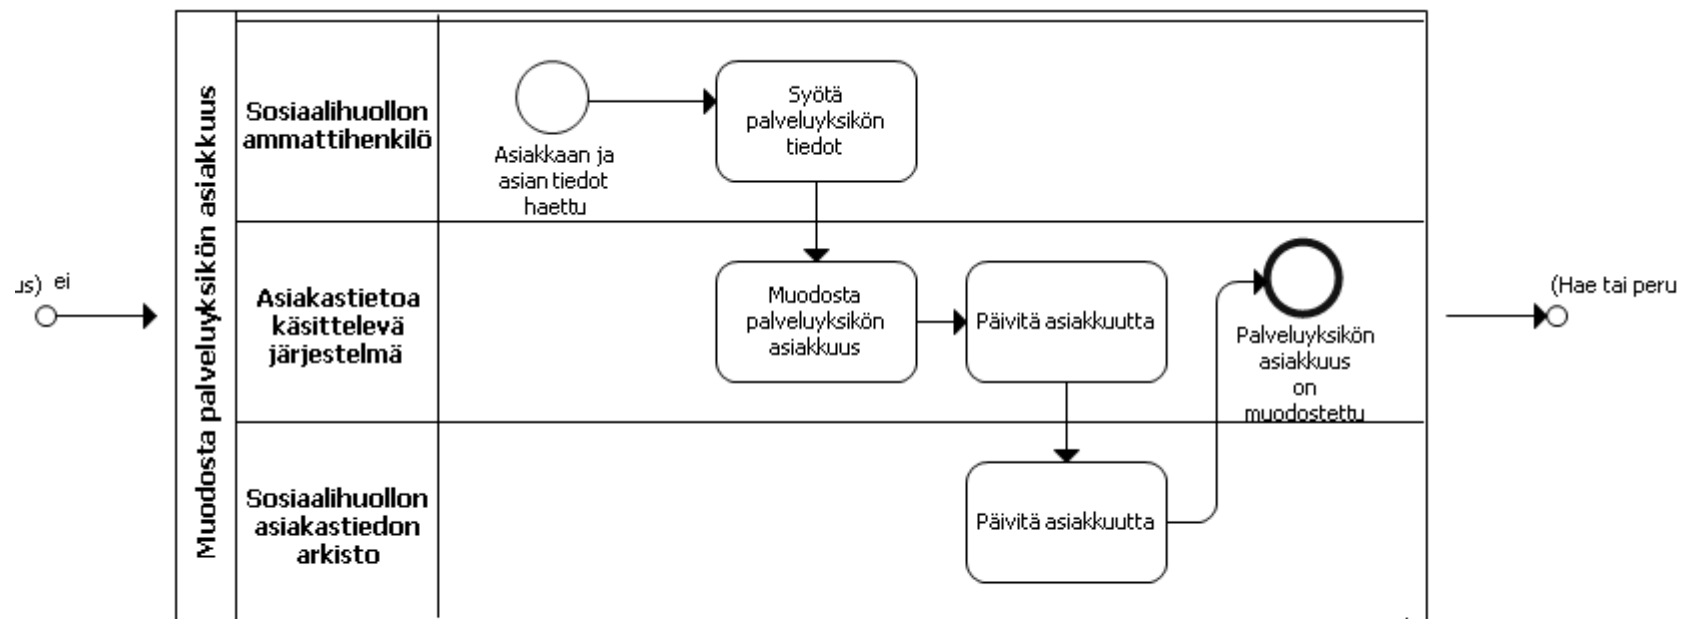 Muodosta palveluyksikön asiakkuus
Sosiaalihuollon
ammattihenkilö
Asiakkaan ja
asian tiedot
haettu
Syötä
palveluyksikön
tiedot
us) ei
Asiakastietoa
käsittelevä
järjestelmä
Muodosta
palveluyksikön
asiakkuus
Päivitä asiakkuutta
Palveluyksikön
asiakkuus
on
muodostettu
(Hae tai peru
Sosiaalihuollon
asiakastiedon
arkisto
Päivitä asiakkuutta